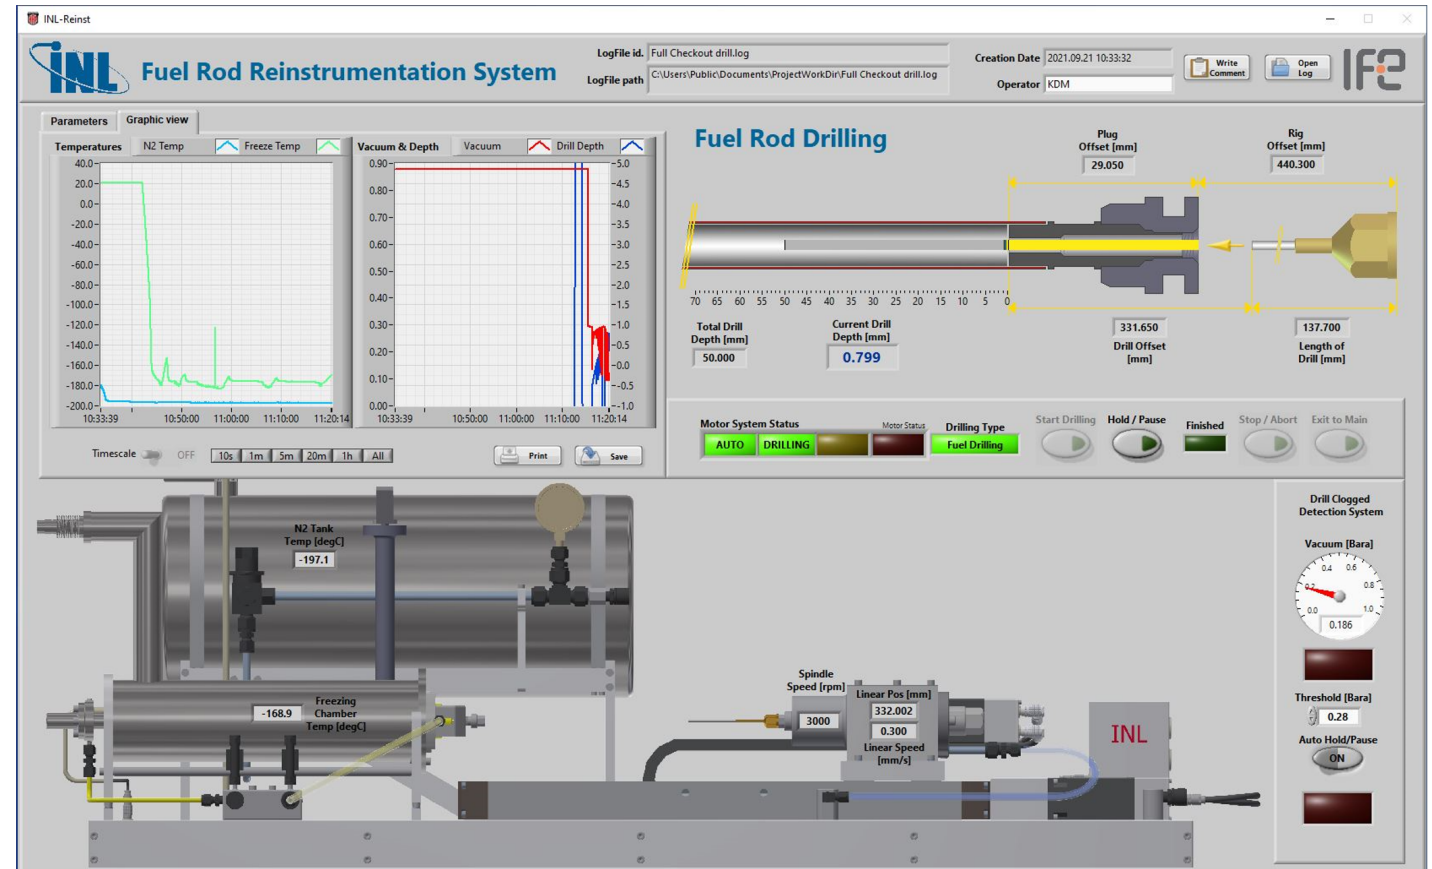 INL-Reinst
INL
Fuel Rod Reinstrumentation System
LogFile id. Full Checkout drill.log
LogFile path C:\Users\Public\Documents\ProjectWorkDir\Full Checkout drill.log
Creation Date 2021.09.21 10:33:32
Operator KDM
Write
Comment
Open
Log
IFE
Parameters Graphic view
Temperatures N2 Temp Freeze Temp
40.0
20.0
0.0
-20.0
-40.0
-60.0
-80.0
-100.0
-120.0
-140.0
-160.0
-180.0
-200.0
10:33:39 10:50:00 11:00:00 11:10:00 11:20:14
Vacuum & Depth Vacuum Drill Depth
0.90
0.80
0.70
0.60
0.50
0.40
0.30
0.20
0.10
0.00
5.0
4.5
4.0
3.5
3.0
2.5
2.0
1.5
1.0
0.5
0.0
-0.5
-1.0
10:33:39 10:50:00 11:00:00 11:10:00 11:20:14
Timescale OFF 10s 1m 5m 20m 1h All
Print
Save
Fuel Rod Drilling
Plug
Offset [mm]
29.050
Rig
Offset [mm]
440.300
70 65 60 55 50 45 40 35 30 25 20 15 10 5 0
Total Drill
Depth [mm]
50.000
Current Drill
Depth [mm]
0.799
331.650
Drill Offset
[mm]
137.700
Length of
Drill [mm]
Motor System Status
AUTO DRILLING
Motor Status
Drilling Type
Fuel Drilling
Start Drilling
Hold / Pause
Finished
Stop / Abort
Exit to Main
N2 Tank
Temp [degC]
-197.1
Freezing
Chamber
Temp [degC]
-168.9
Spindle
Speed [rpm]
3000
Linear Pos [mm]
332.002
0.300
Linear Speed
[mm/s]
INL
Drill Clogged
Detection System
Vacuum [Bara]
0.0 0.2 0.4 0.6 0.8 1.0
0.186
Threshold [Bara]
0.28
Auto Hold/Pause
ON